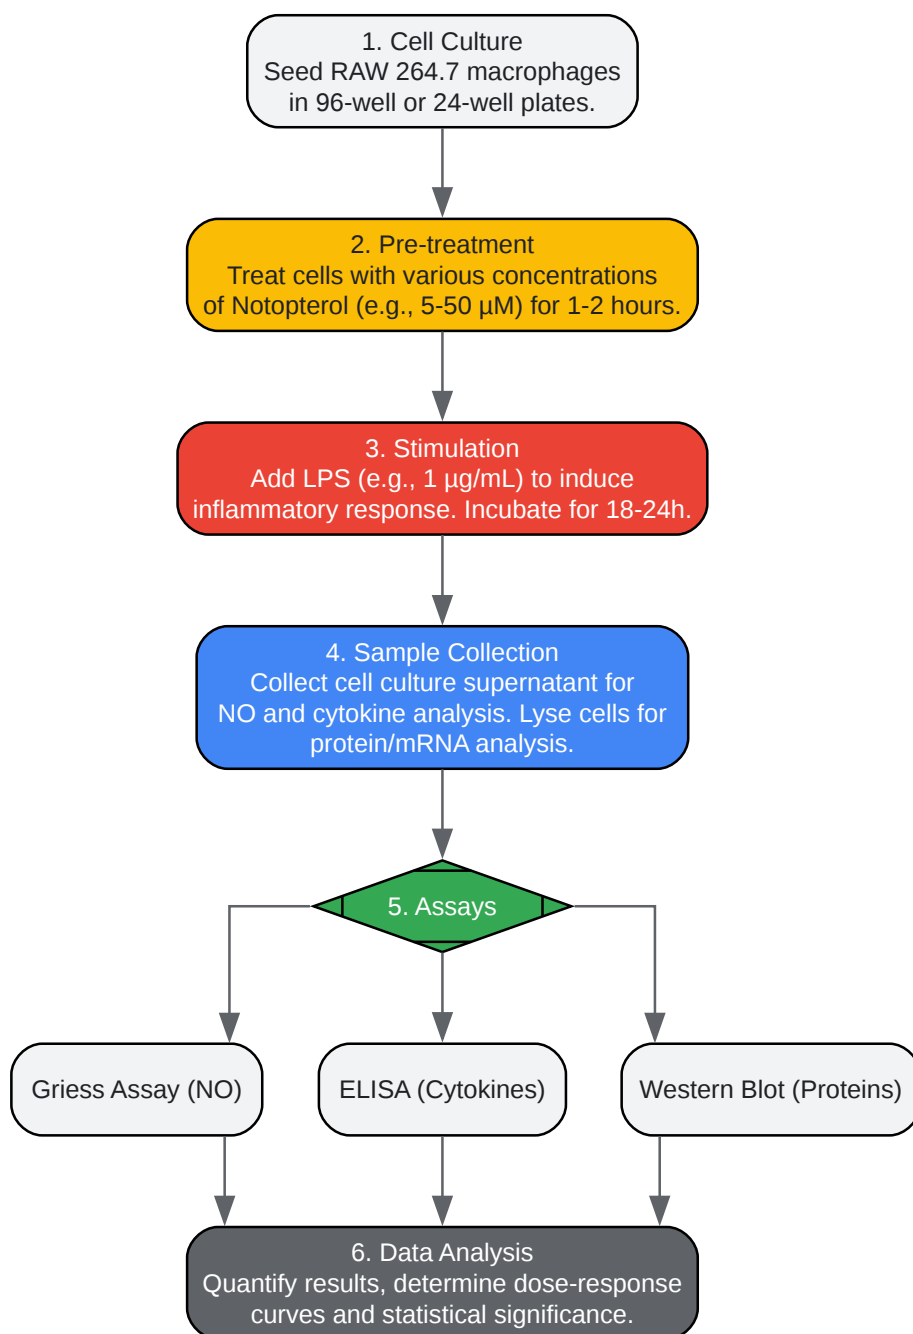 1. Cell Culture
Seed RAW 264.7 macrophages
in 96-well or 24-well plates.
2. Pre-treatment
Treat cells with various concentrations
of Notopterol (e.g., 5-50 µM) for 1-2 hours.
3. Stimulation
Add LPS (e.g., 1 µg/mL) to induce
inflammatory response. Incubate for 18-24h.
4. Sample Collection
Collect cell culture supernatant for
NO and cytokine analysis. Lyse cells for
protein/mRNA analysis.
5. Assays
Griess Assay (NO)
ELISA (Cytokines)
Western Blot (Proteins)
6. Data Analysis
Quantify results, determine dose-response
curves and statistical significance.